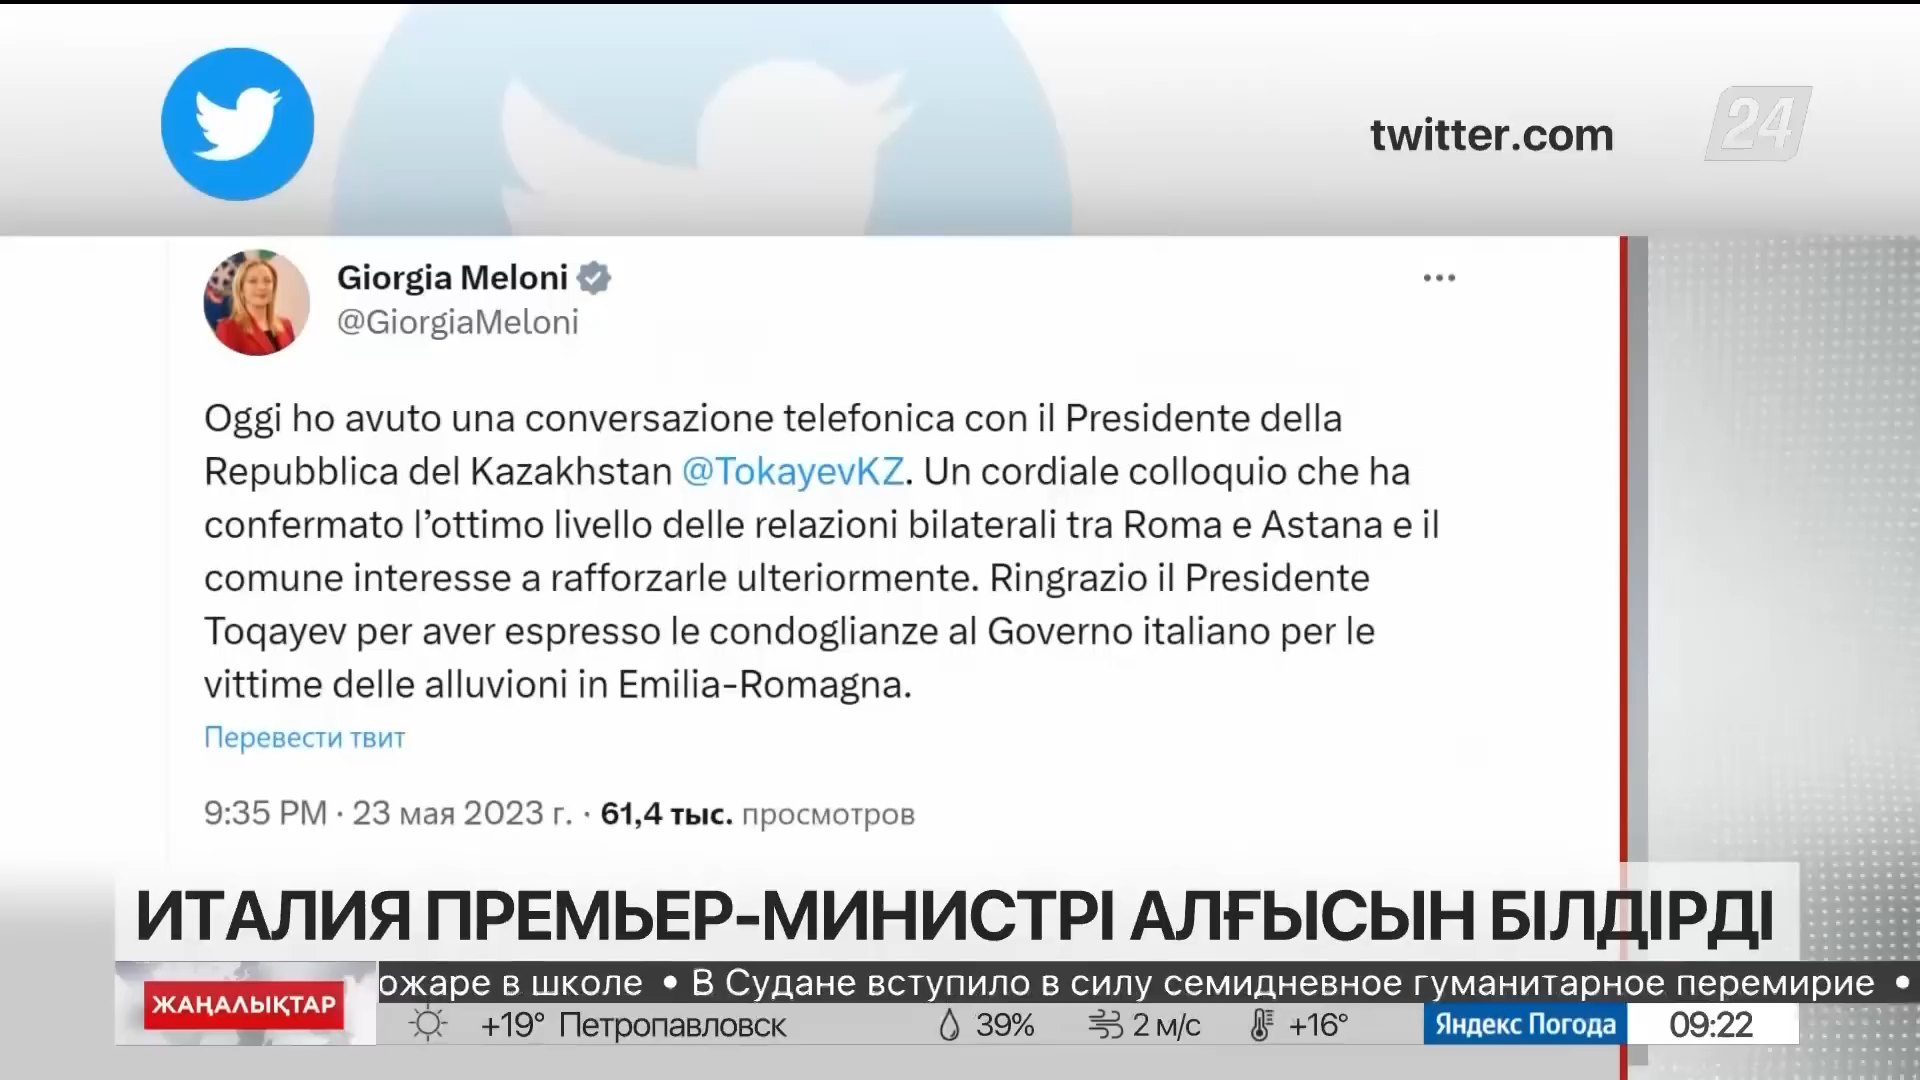 twitter.com
24
Giorgia Meloni
@GiorgiaMeloni
Oggi ho avuto una conversazione telefonica con il Presidente della
Repubblica del Kazakhstan @TokayevKZ. Un cordiale colloquio che ha
confermato l’ottimo livello delle relazioni bilaterali tra Roma e Astana e il
comune interesse a rafforzarle ulteriormente. Ringrazio il Presidente
Toqayev per aver espresso le condoglianze al Governo italiano per le
vittime delle alluvioni in Emilia-Romagna.
Перевести твит
9:35 PM · 23 мая 2023 г. · 61,4 тыс. просмотров
ИТАЛИЯ ПРЕМЬЕР-МИНИСТРІ АЛҒЫСЫН БІЛДІРДІ
ожаре в школе • В Судане вступило в силу семидневное гуманитарное перемирие •
ЖАҢАЛЫҚТАР
+19° Петропавловск 39% 2 м/с +16° Яндекс Погода 09:22